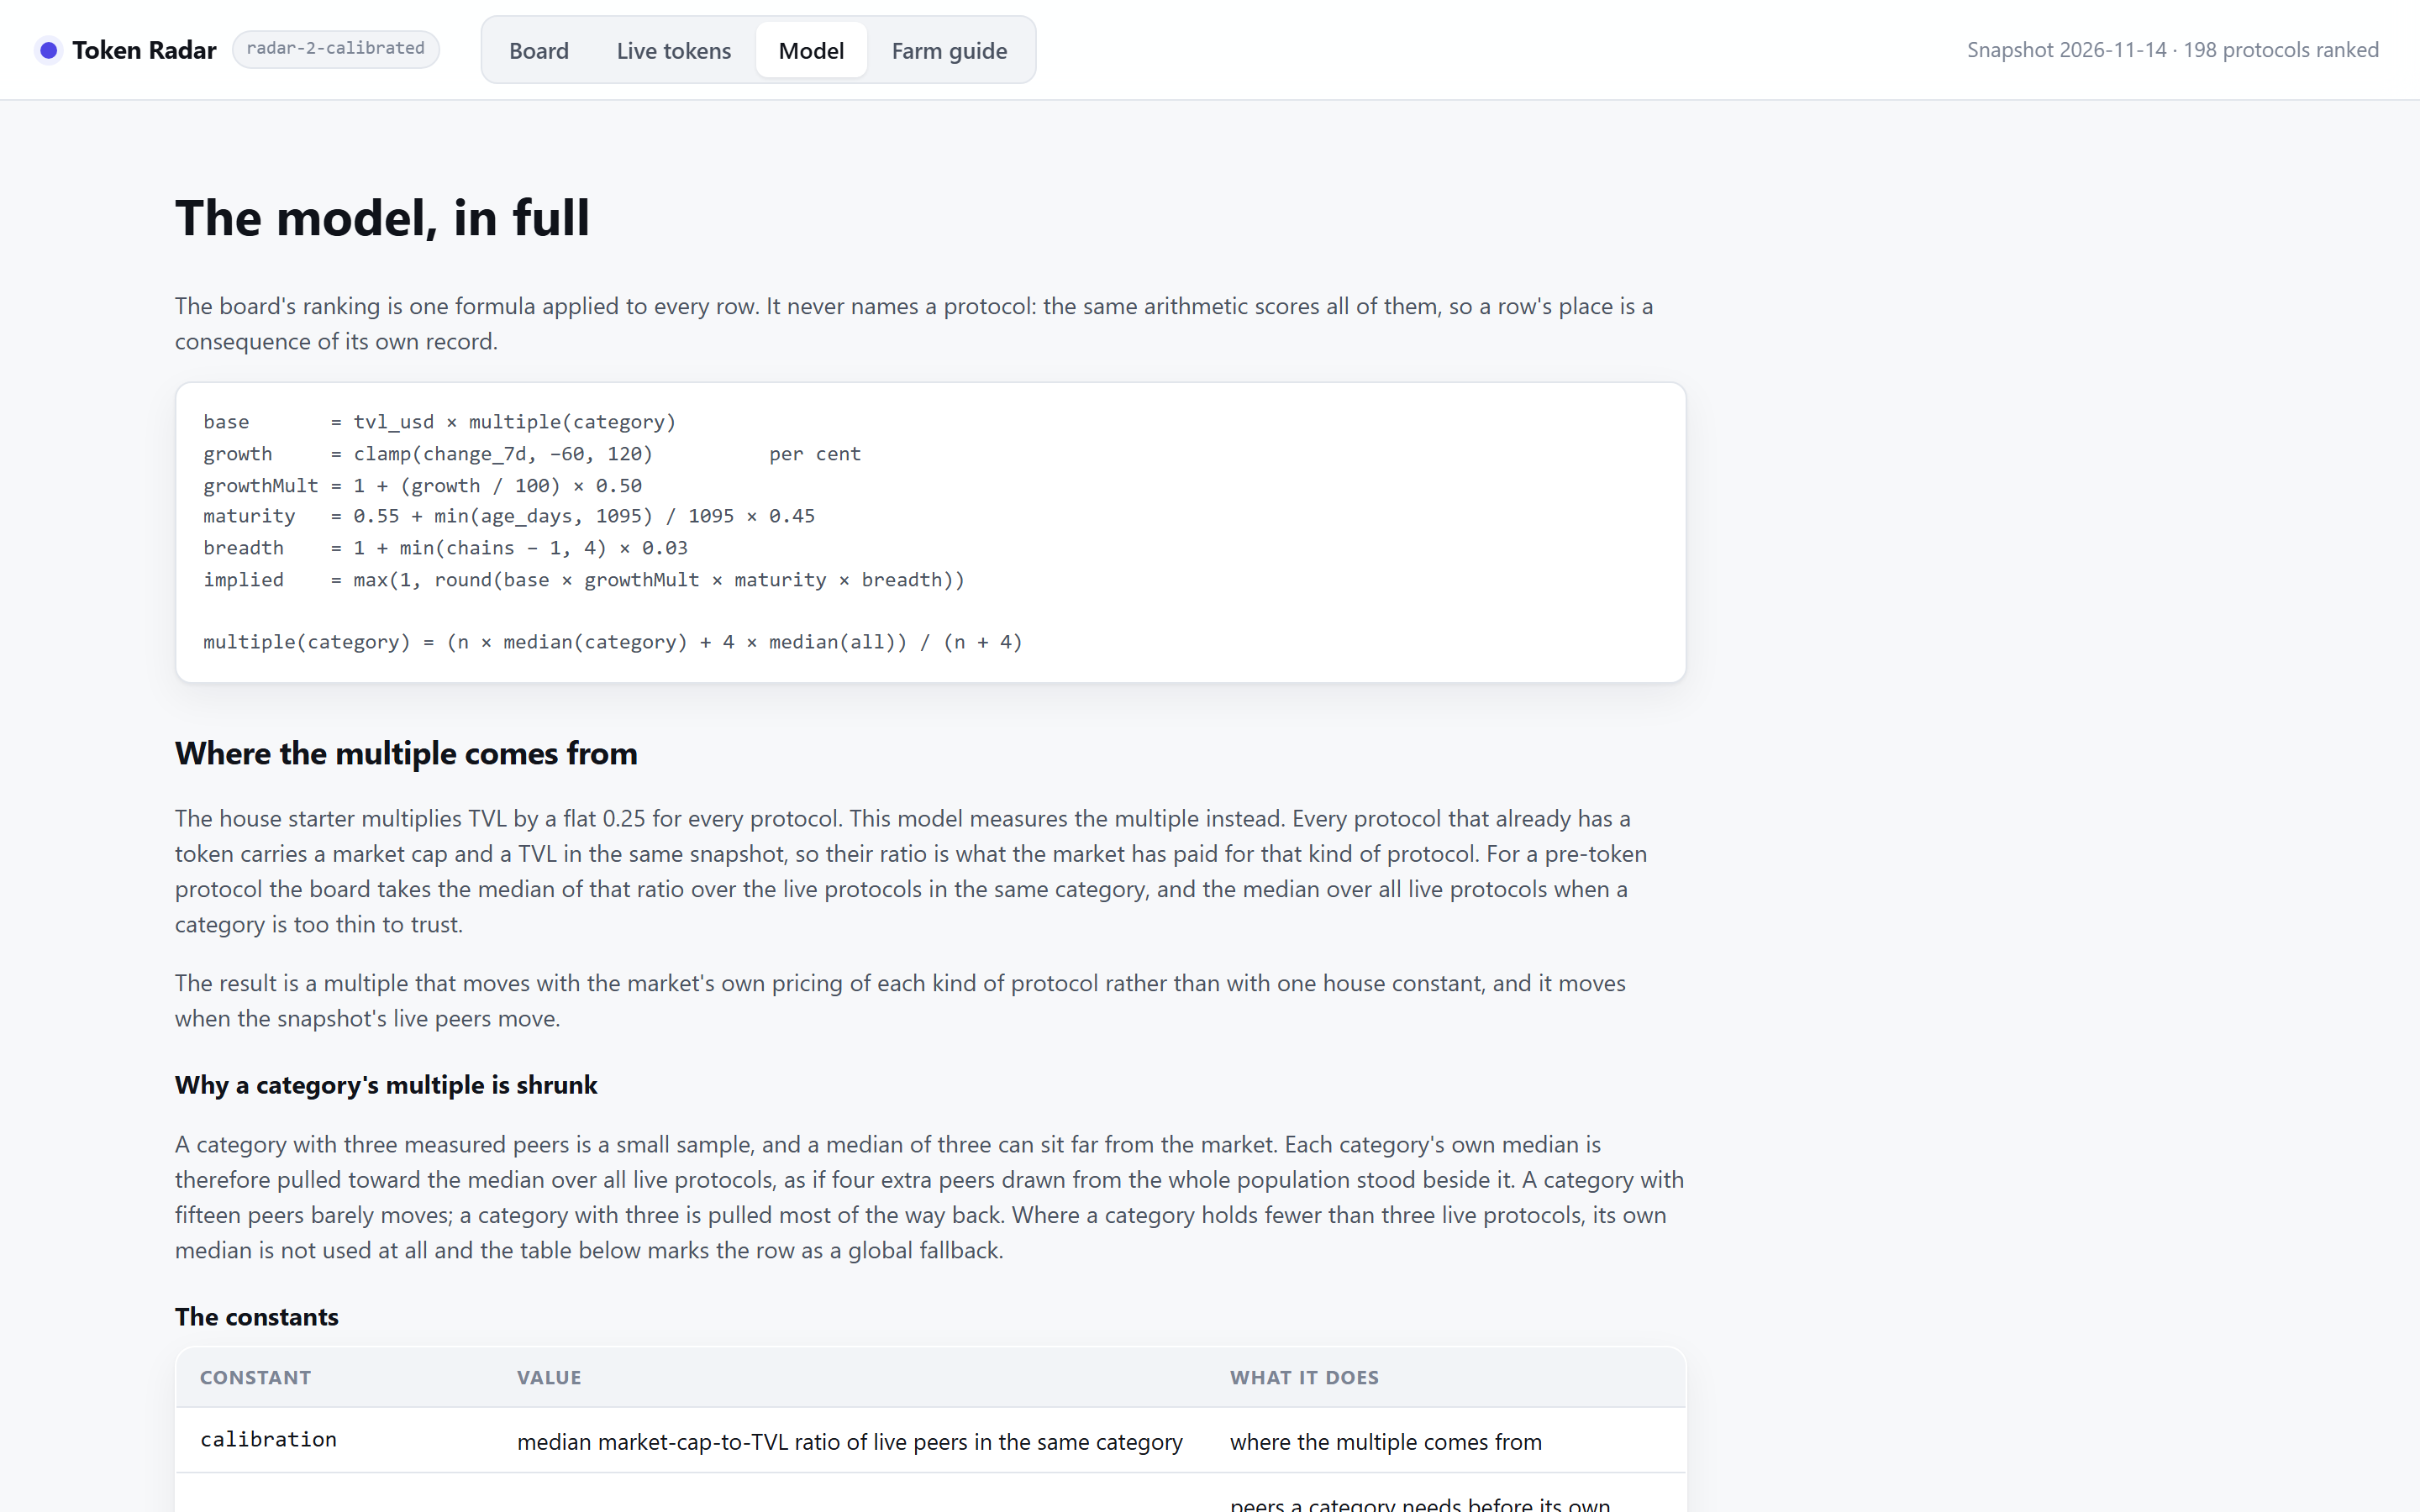 Token Radar radar-2-calibrated Board Live tokens Model Farm guide Snapshot 2026-11-14 · 198 protocols ranked
The model, in full
The board's ranking is one formula applied to every row. It never names a protocol: the same arithmetic scores all of them, so a row's place is a
consequence of its own record.
base = tvl_usd × multiple(category)
growth = clamp(change_7d, −60, 120) per cent
growthMult = 1 + (growth / 100) × 0.50
maturity = 0.55 + min(age_days, 1095) / 1095 × 0.45
breadth = 1 + min(chains − 1, 4) × 0.03
implied = max(1, round(base × growthMult × maturity × breadth))
multiple(category) = (n × median(category) + 4 × median(all)) / (n + 4)
Where the multiple comes from
The house starter multiplies TVL by a flat 0.25 for every protocol. This model measures the multiple instead. Every protocol that already has a
token carries a market cap and a TVL in the same snapshot, so their ratio is what the market has paid for that kind of protocol. For a pre-token
protocol the board takes the median of that ratio over the live protocols in the same category, and the median over all live protocols when a
category is too thin to trust.
The result is a multiple that moves with the market's own pricing of each kind of protocol rather than with one house constant, and it moves
when the snapshot's live peers move.
Why a category's multiple is shrunk
A category with three measured peers is a small sample, and a median of three can sit far from the market. Each category's own median is
therefore pulled toward the median over all live protocols, as if four extra peers drawn from the whole population stood beside it. A category with
fifteen peers barely moves; a category with three is pulled most of the way back. Where a category holds fewer than three live protocols, its own
median is not used at all and the table below marks the row as a global fallback.
The constants
CONSTANT VALUE WHAT IT DOES
calibration median market-cap-to-TVL ratio of live peers in the same category where the multiple comes from
peers a category needs before its own